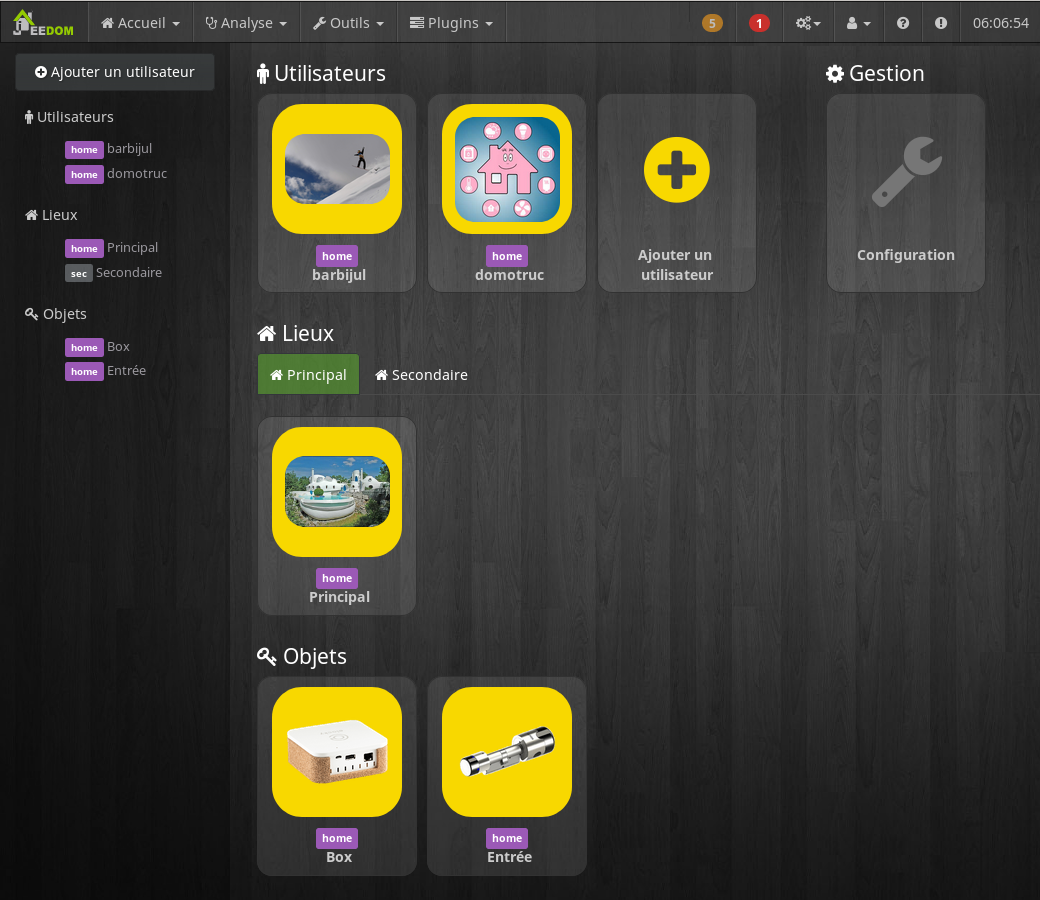 JEEDOM Accueil Analyse Outils Plugins 5 1 06:06:54
Ajouter un utilisateur
Utilisateurs
home barbijul
home domotruc
Lieux
home Principal
sec Secondaire
Objets
home Box
home Entrée
Utilisateurs
home
barbijul
home
domotruc
Ajouter un
utilisateur
Gestion
Configuration
Lieux
Principal Secondaire
home
Principal
Objets
home
Box
home
Entrée